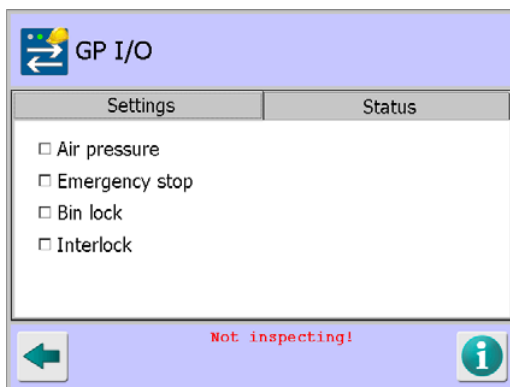 GP I/O
Settings Status
Air pressure
Emergency stop
Bin lock
Interlock
Not inspecting!